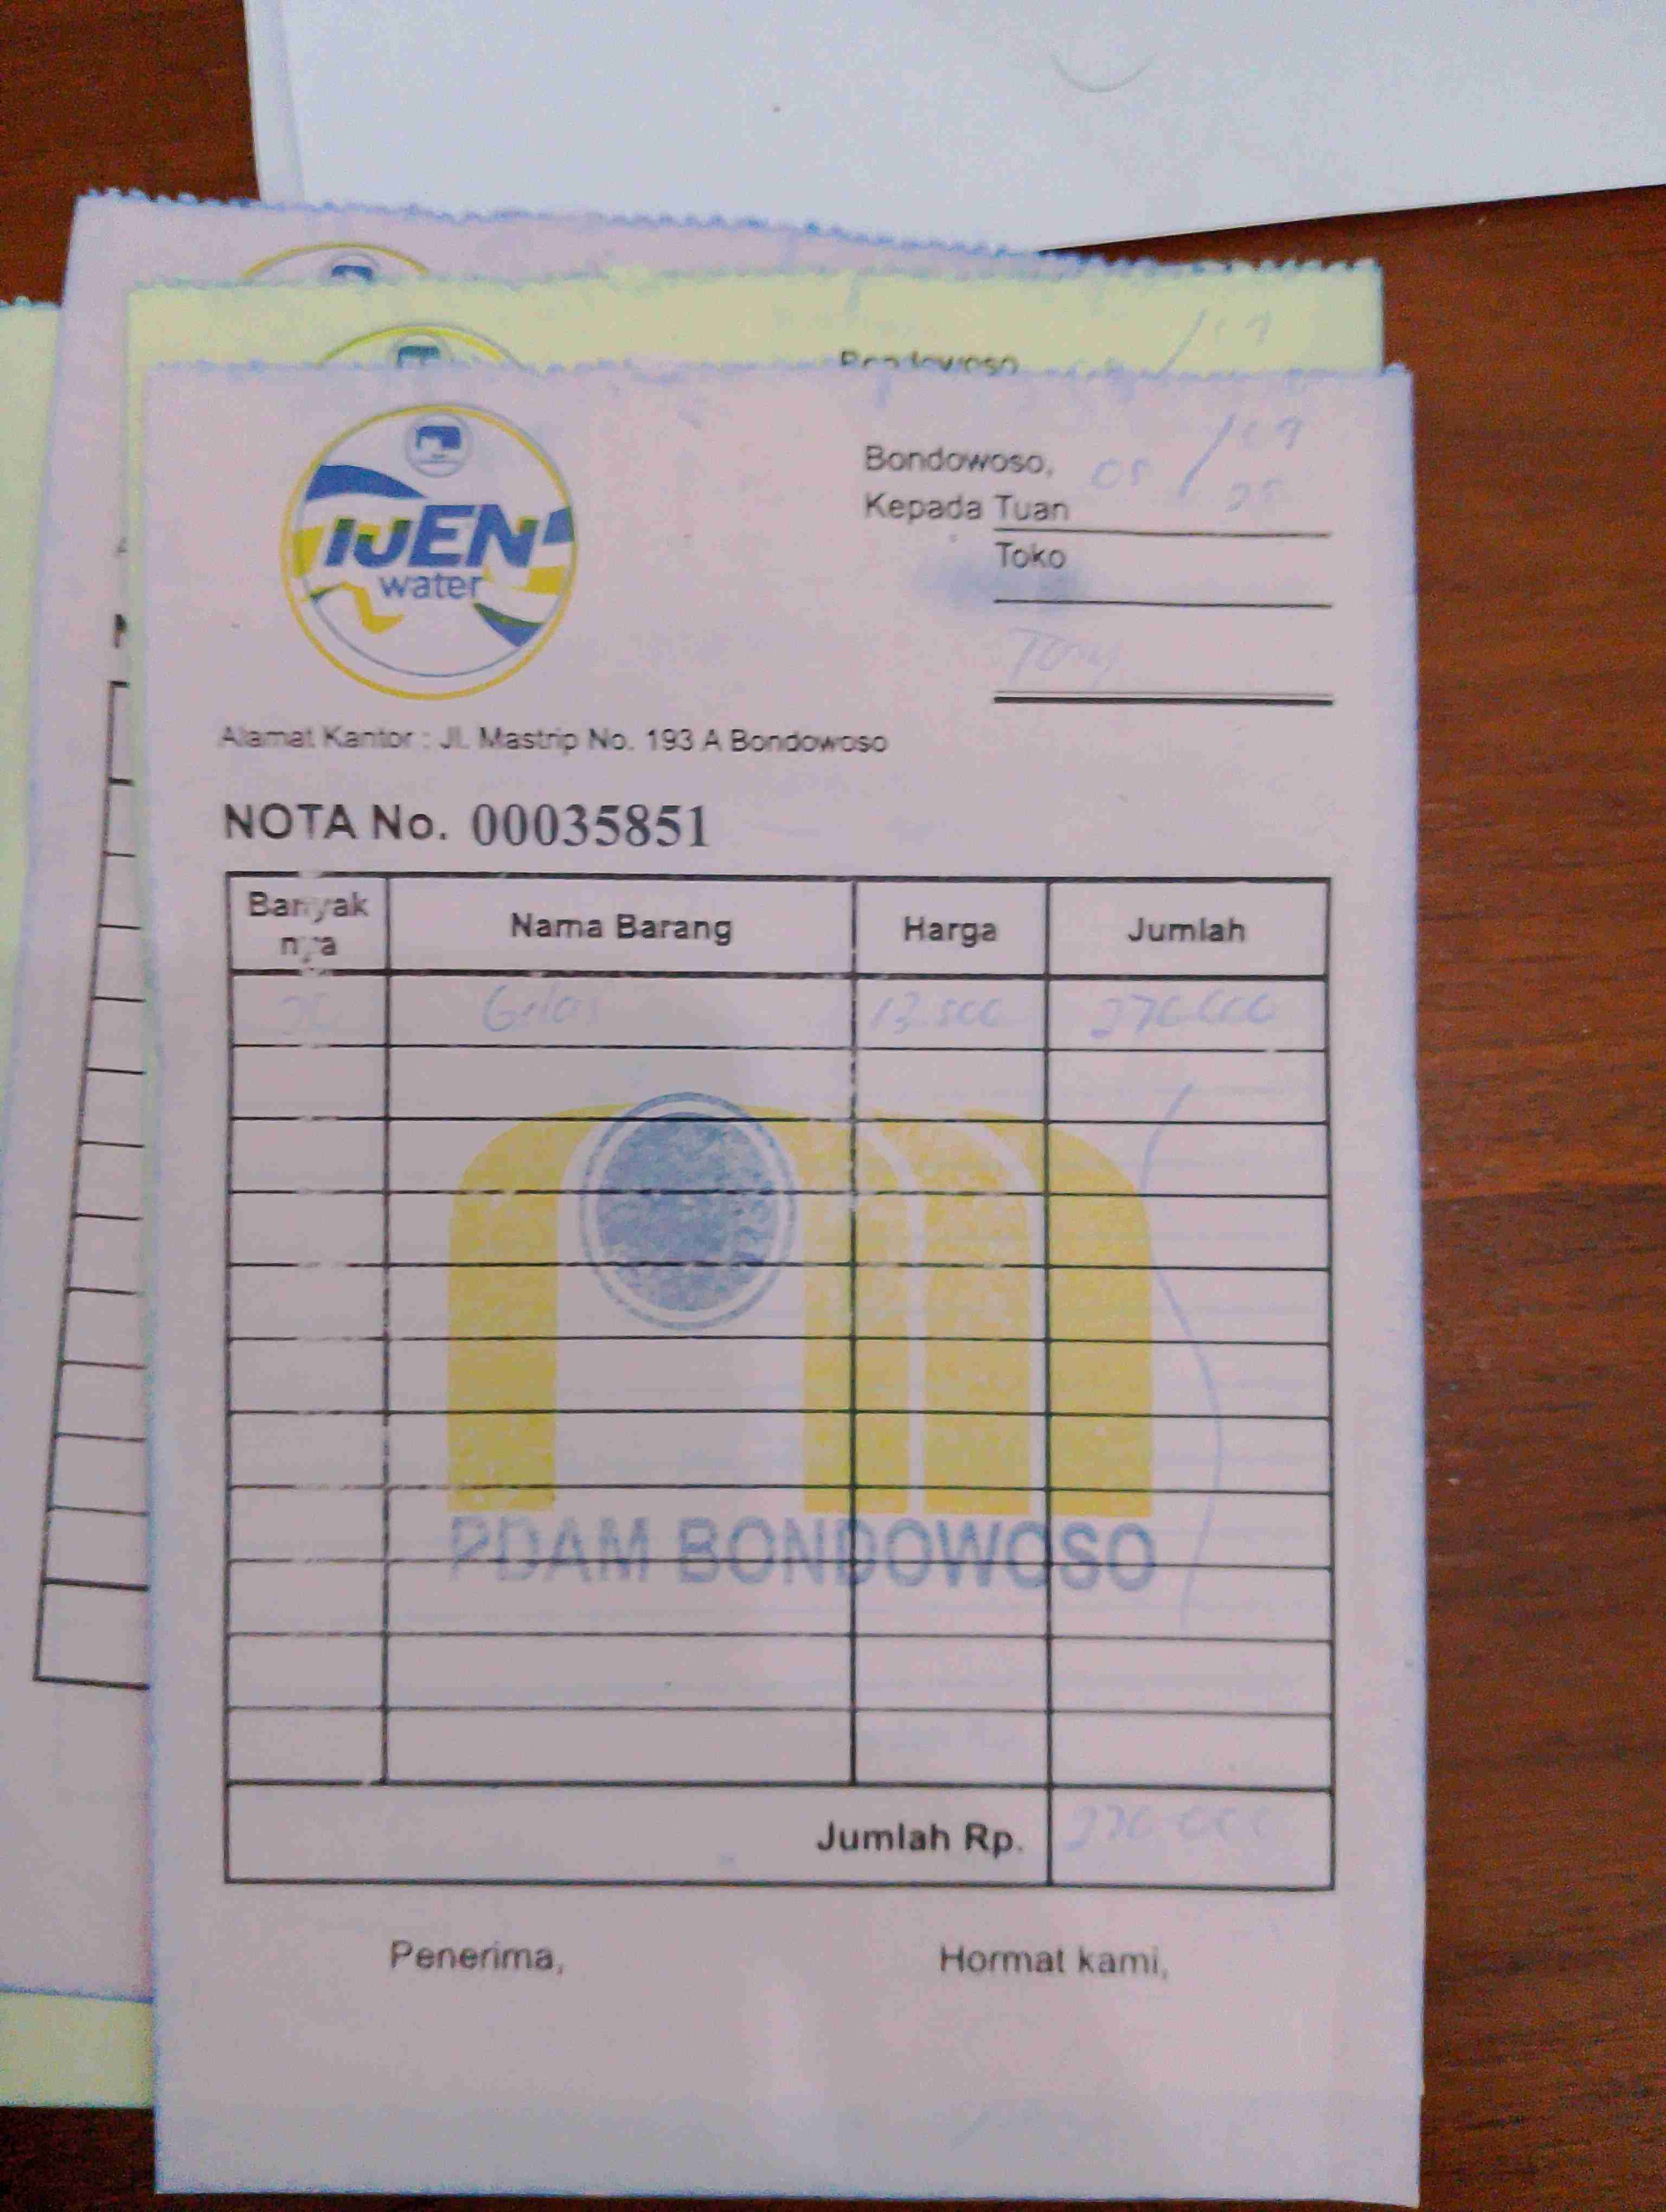 Bondowoso
IJEN
water
Bondowoso, 05 / 09 25
Kepada Tuan
Toko
Tony
Alamat Kantor : Jl. Mastrip No. 193 A Bondowoso
NOTA No. 00035851
Banyak nya Nama Barang Harga Jumlah
20 Gelas 13.500 270.000
PDAM BONDOWOSO
Jumlah Rp. 270.000
Penerima, Hormat kami,